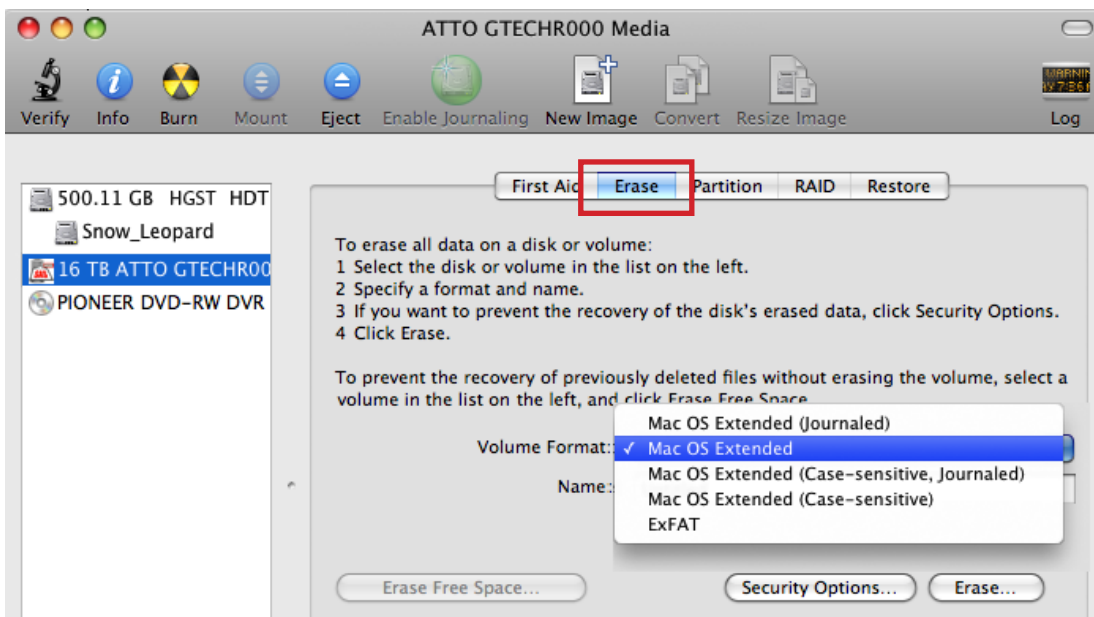 ATTO GTECHR000 Media
Verify Info Burn Mount Eject Enable Journaling New Image Convert Resize Image Log
First Aid Erase Partition RAID Restore
500.11 GB HGST HDT
Snow_Leopard
16 TB ATTO GTECHR00
PIONEER DVD-RW DVR
To erase all data on a disk or volume:
1 Select the disk or volume in the list on the left.
2 Specify a format and name.
3 If you want to prevent the recovery of the disk's erased data, click Security Options.
4 Click Erase.
To prevent the recovery of previously deleted files without erasing the volume, select a
volume in the list on the left, and click Erase Free Space
Volume Format:
Mac OS Extended (Journaled)
✓ Mac OS Extended
Mac OS Extended (Case-sensitive, Journaled)
Mac OS Extended (Case-sensitive)
ExFAT
Name:
Erase Free Space... Security Options... Erase...